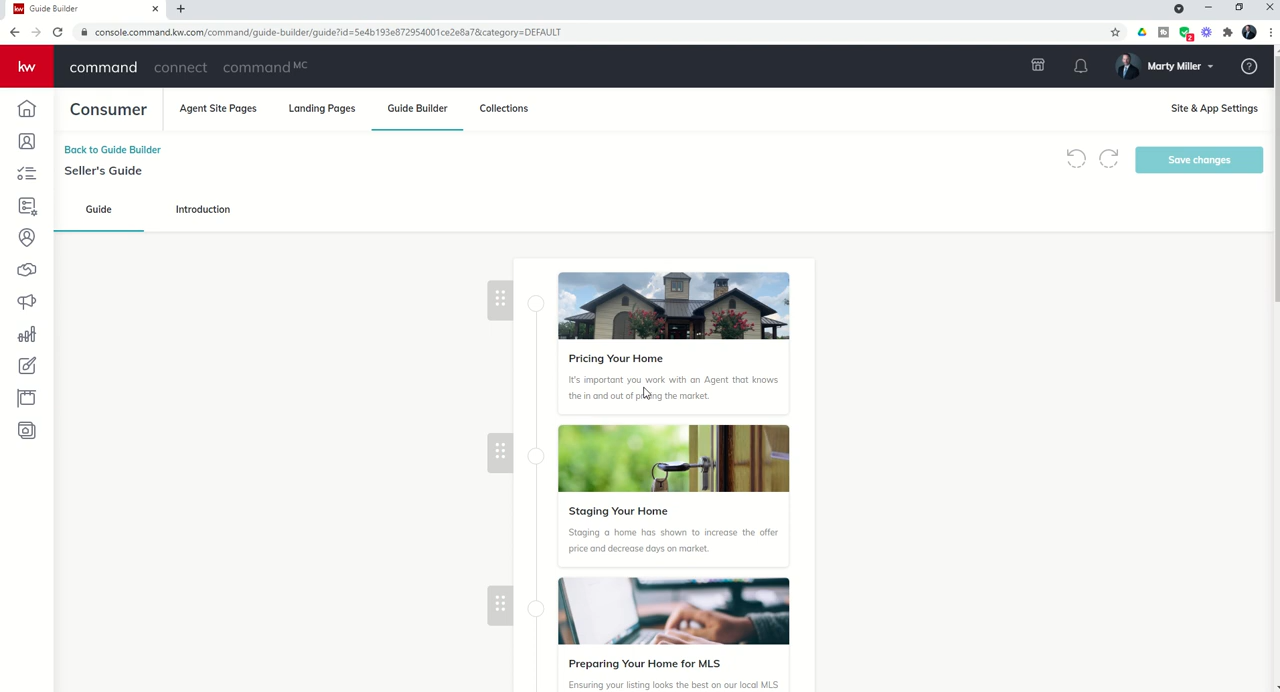 Guide Builder
console.command.kw.com/command/guide-builder/guide?id=5e4b193e872954001ce2e8a7&category=DEFAULT
2
kw
command
connect
command MC
Marty Miller
Consumer
Agent Site Pages
Landing Pages
Guide Builder
Collections
Site & App Settings
Back to Guide Builder
Seller's Guide
Save changes
Guide
Introduction
Pricing Your Home
It's important you work with an Agent that knows
the in and out of pricing the market.
Staging Your Home
Staging a home has shown to increase the offer
price and decrease days on market.
Preparing Your Home for MLS
Ensuring your listing looks the best on our local MLS